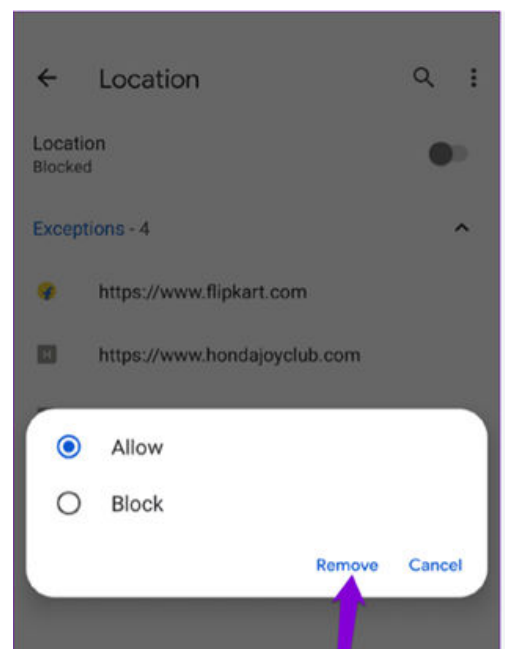 Location
Location
Blocked
Exceptions - 4
https://www.flipkart.com
https://www.hondajoyclub.com
Allow
Block
Remove Cancel